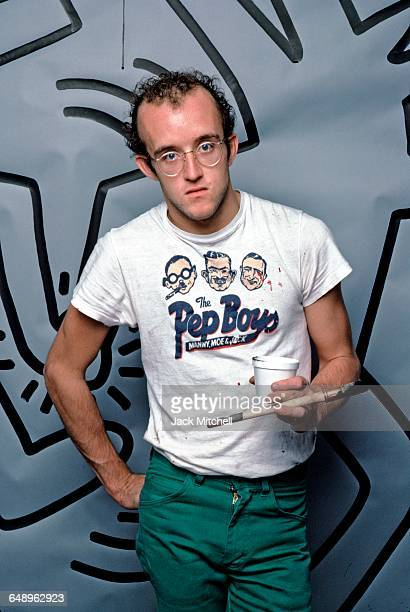 The
Pep Boys
MANNY, MOE & JACK
gettyimages
Jack Mitchell
648962923